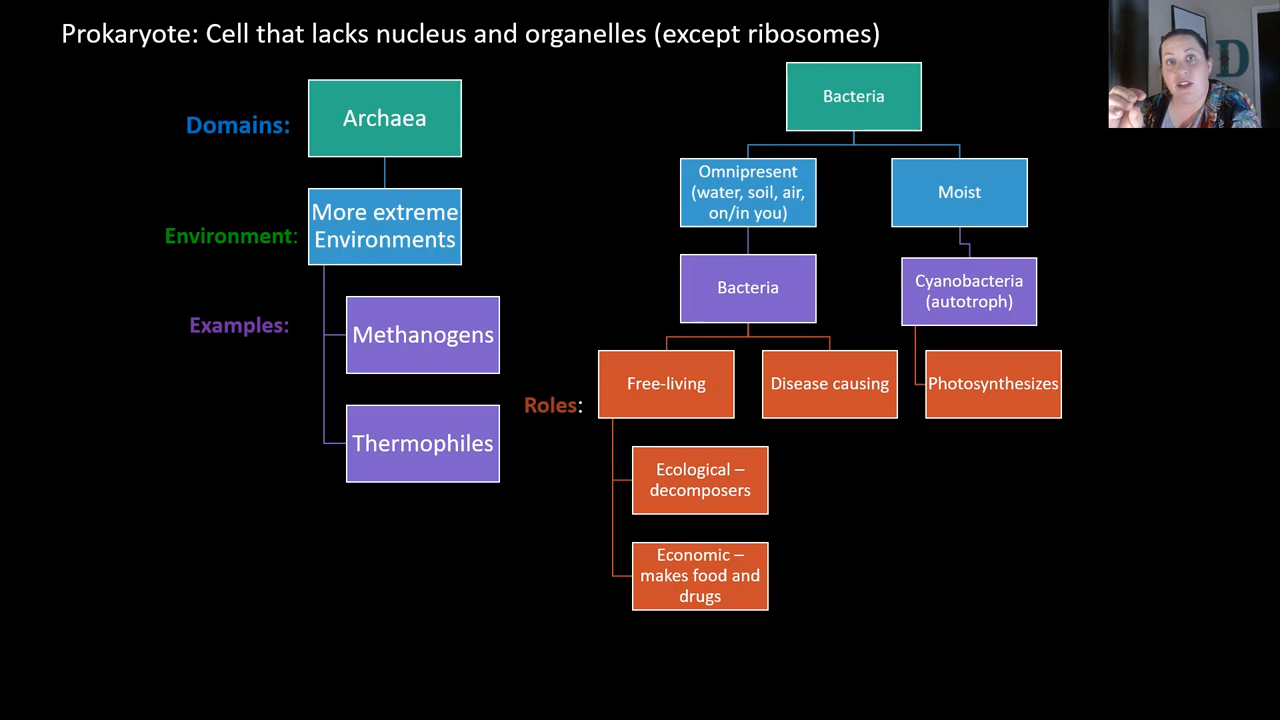 Prokaryote: Cell that lacks nucleus and organelles (except ribosomes)
Domains:
Archaea
Bacteria
Environment:
More extreme
Environments
Omnipresent
(water, soil, air,
on/in you)
Moist
Examples:
Methanogens
Thermophiles
Bacteria
Cyanobacteria
(autotroph)
Roles:
Free-living
Disease causing
Photosynthesizes
Ecological –
decomposers
Economic –
makes food and
drugs
D